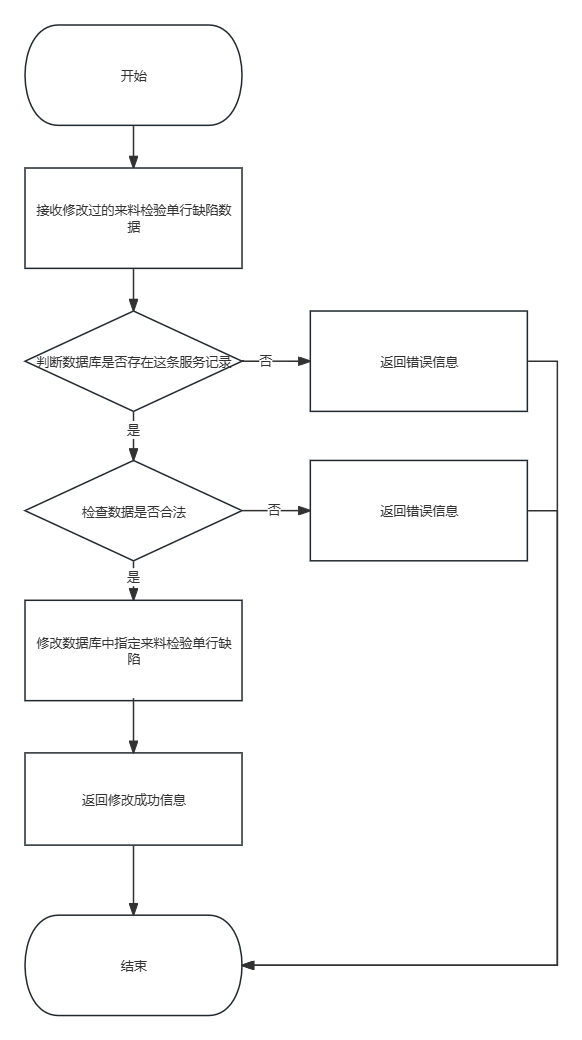 开始
接收修改过的来料检验单行缺陷数
据
判断数据库是否存在这条服务记录
否
返回错误信息
是
检查数据是否合法
否
返回错误信息
是
修改数据库中指定来料检验单行缺
陷
返回修改成功信息
结束